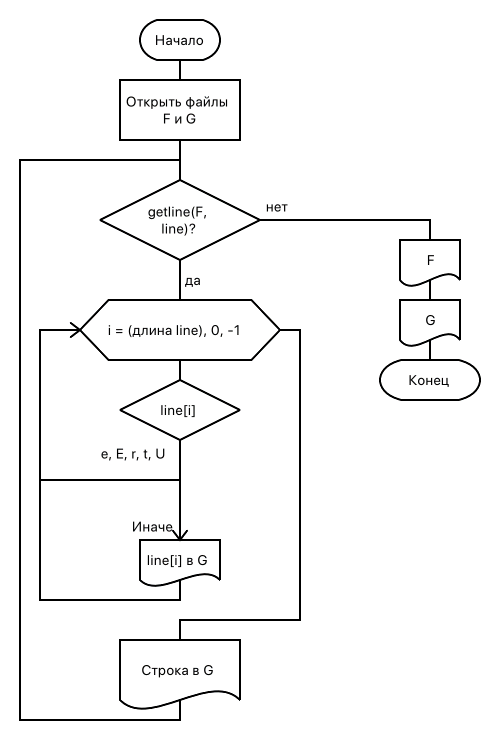 Начало
Открыть файлы
F и G
getline(F,
line)?
нет
да
F
G
Конец
i = (длина line), 0, -1
line[i]
e, E, r, t, U
Иначе
line[i] в G
Строка в G